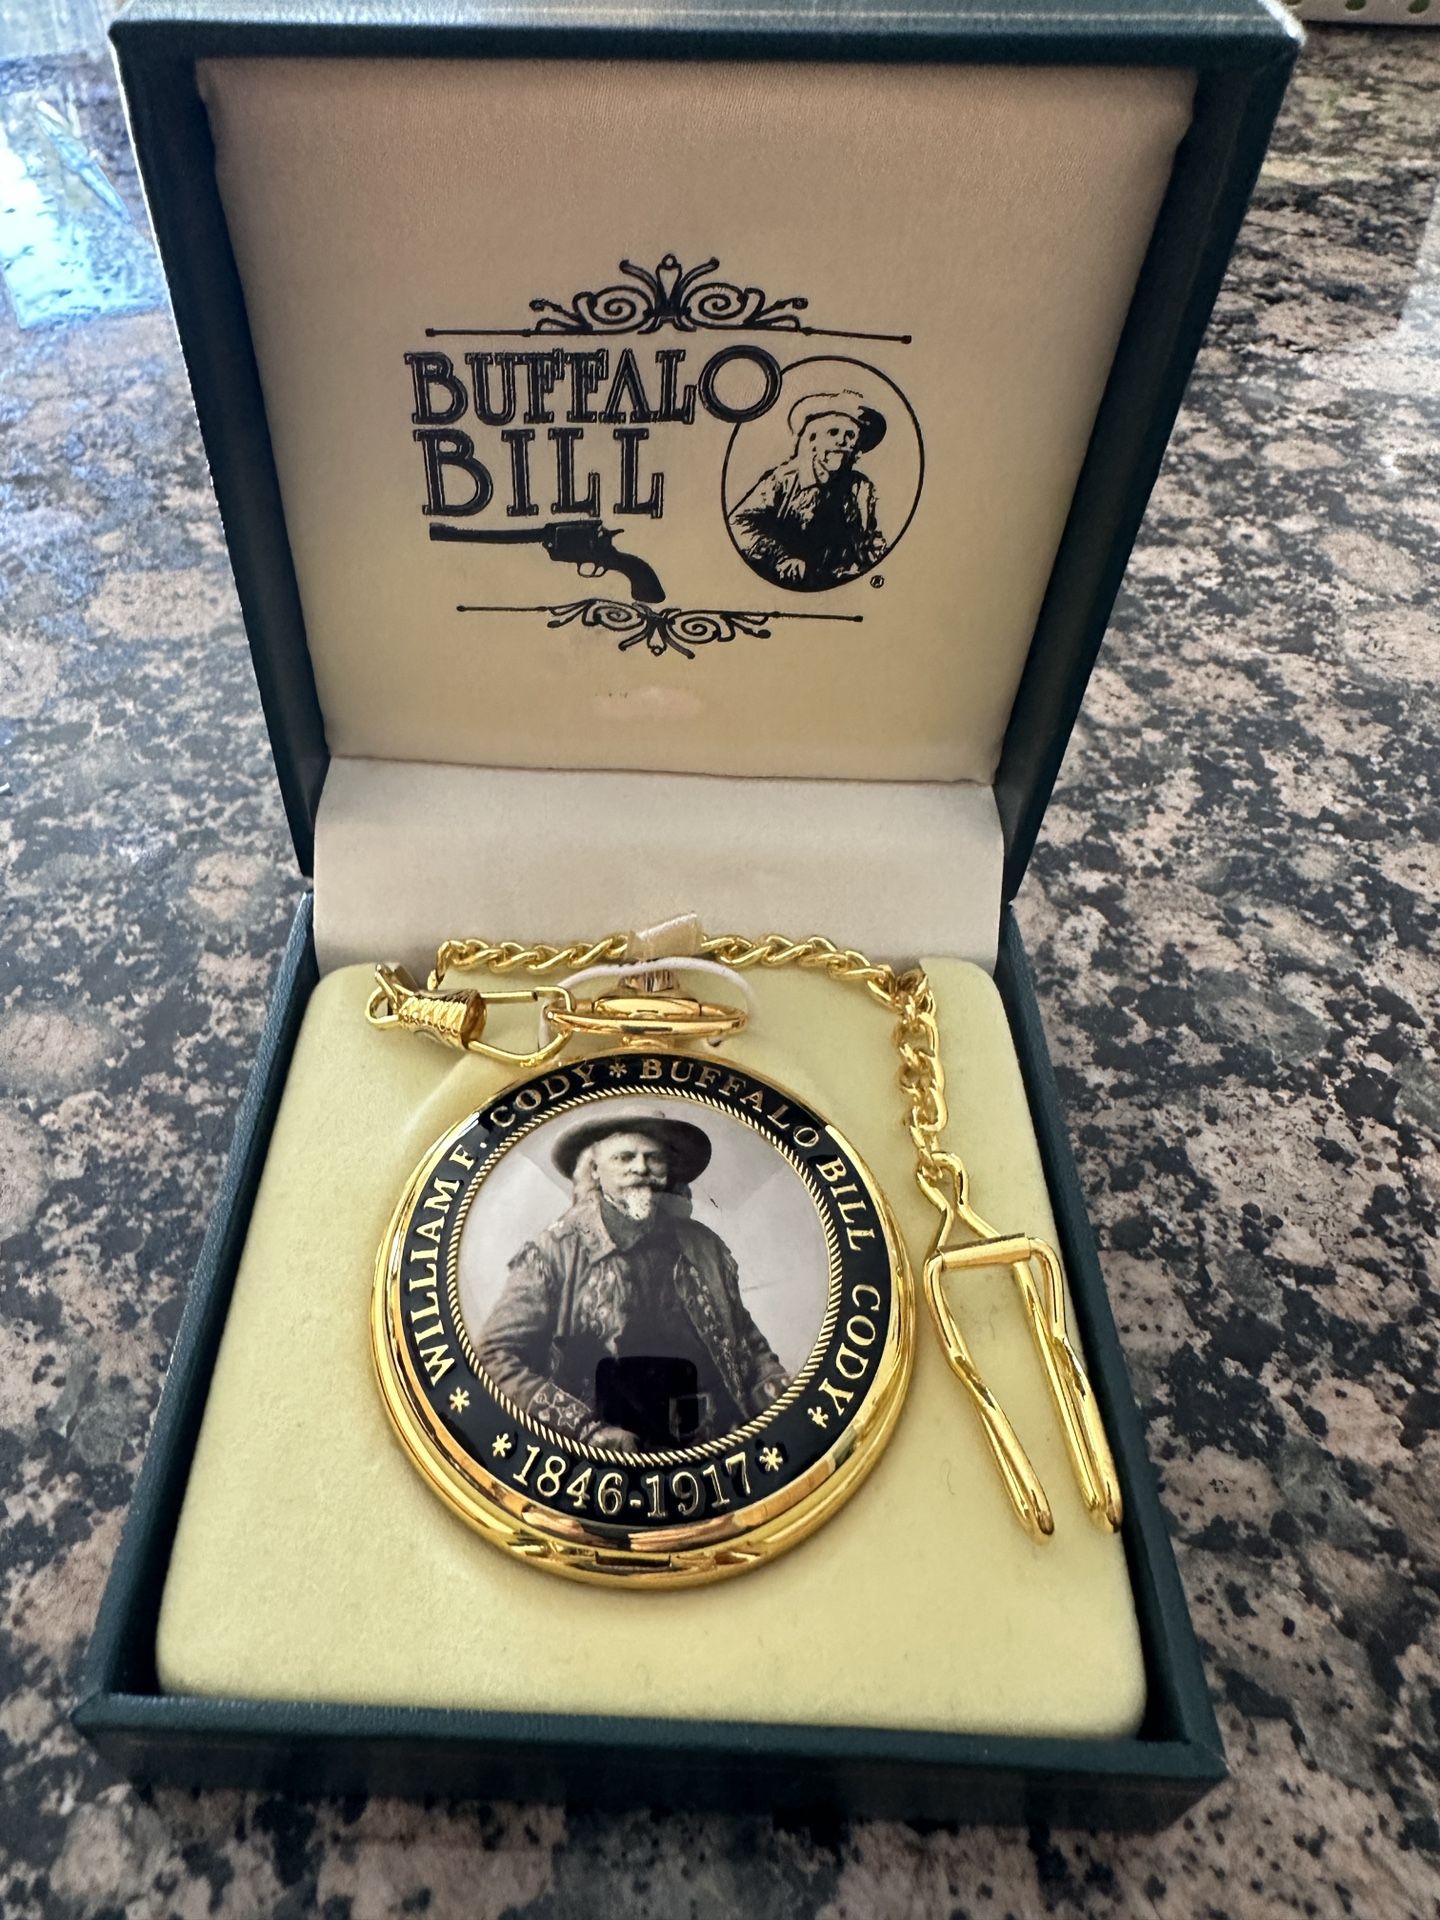 BUFFALO
BILL
®
WILLIAM F. CODY * BUFFALO BILL CODY
* 1846-1917 *